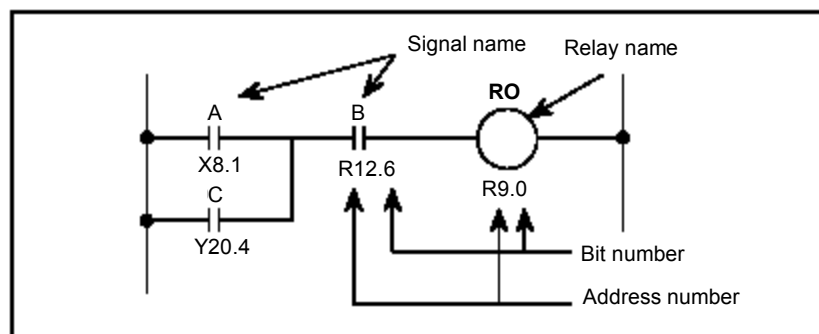 Signal name
Relay name
RO
A
B
X8.1
R12.6
R9.0
C
Y20.4
Bit number
Address number